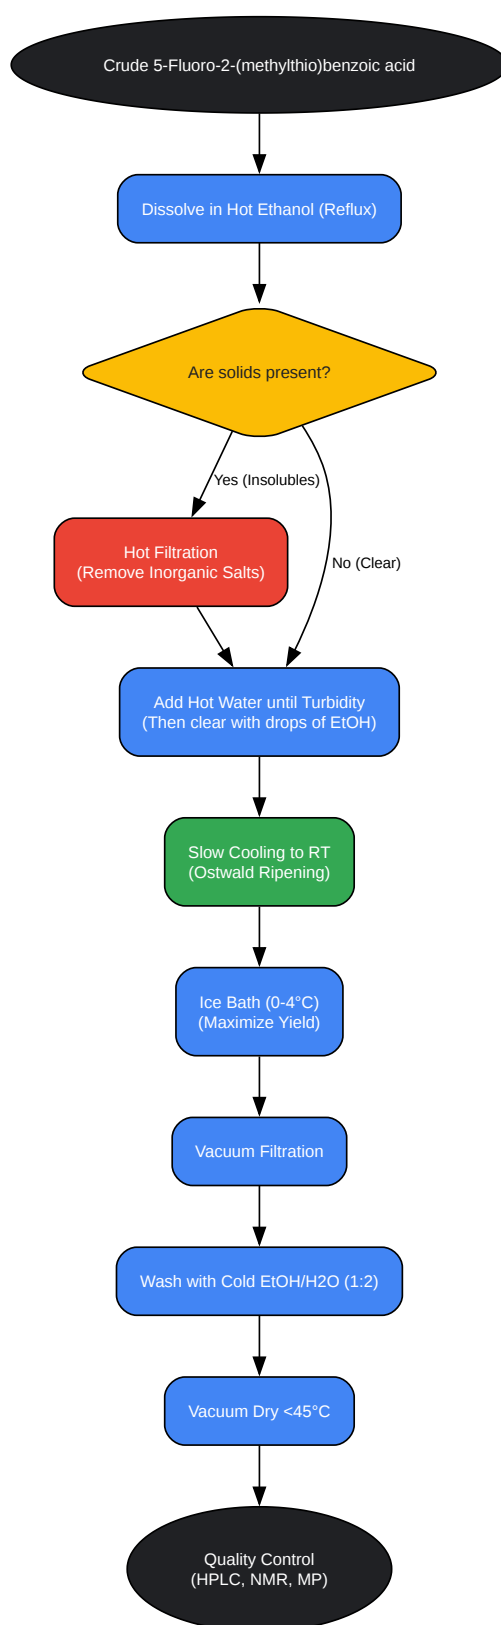 Crude 5-Fluoro-2-(methylthio)benzoic acid
Dissolve in Hot Ethanol (Reflux)
Are solids present?
Yes (Insolubles)
Hot Filtration
(Remove Inorganic Salts)
No (Clear)
Add Hot Water until Turbidity
(Then clear with drops of EtOH)
Slow Cooling to RT
(Ostwald Ripening)
Ice Bath (0-4°C)
(Maximize Yield)
Vacuum Filtration
Wash with Cold EtOH/H2O (1:2)
Vacuum Dry <45°C
Quality Control
(HPLC, NMR, MP)